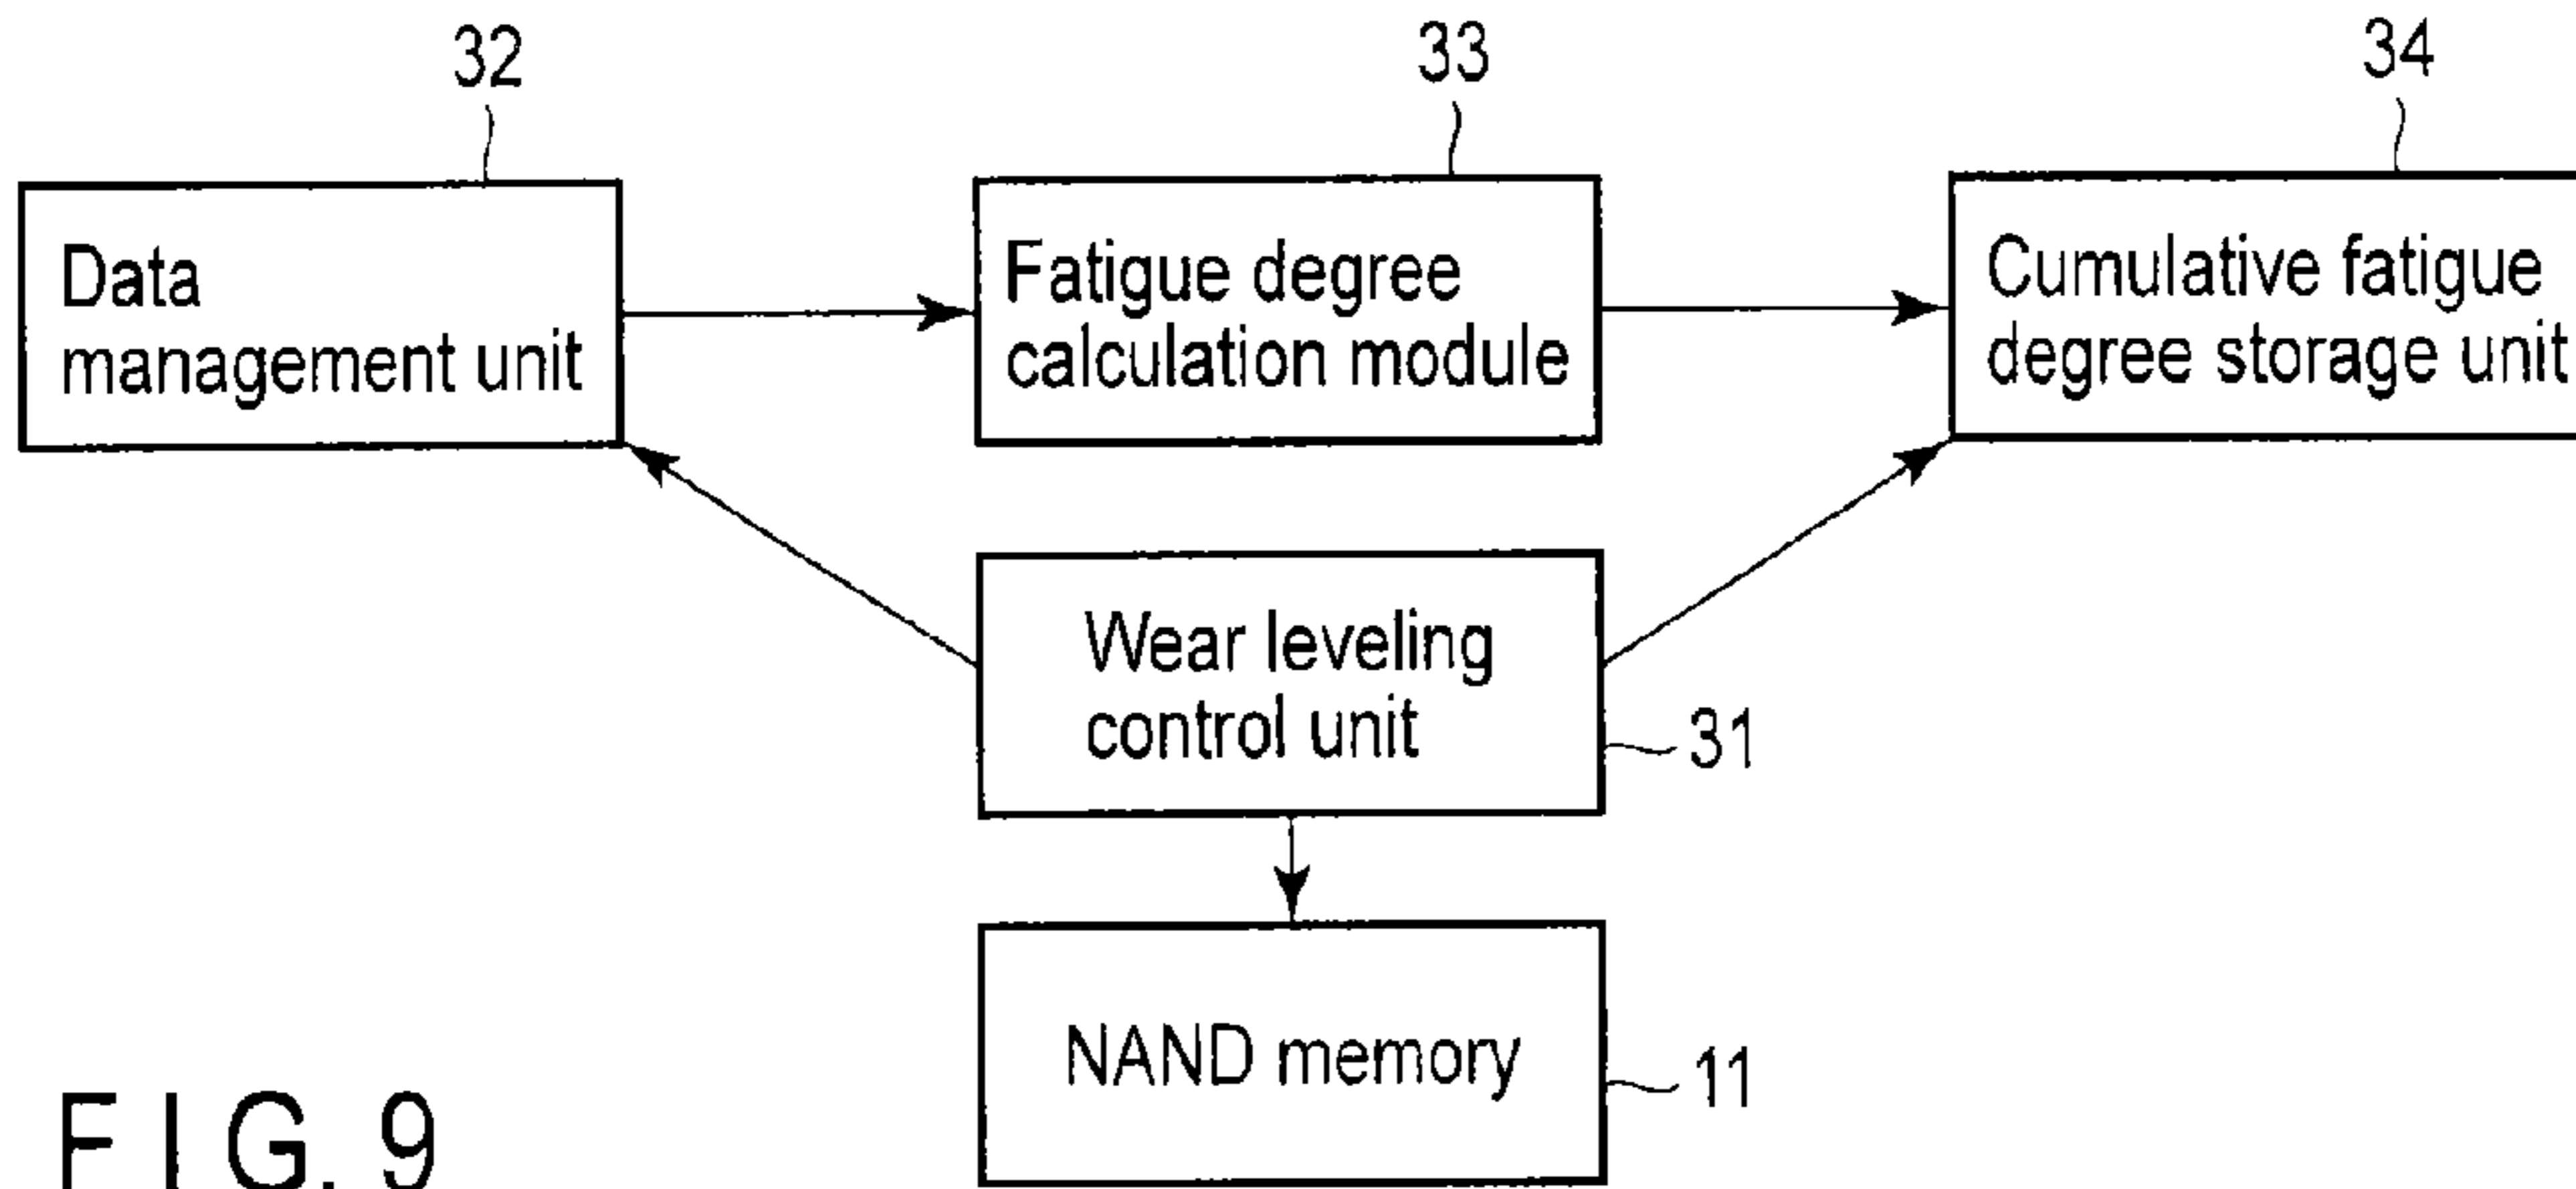 32
33
34
Data
management unit
Fatigue degree
calculation module
Cumulative fatigue
degree storage unit
Wear leveling
control unit
31
NAND memory
11
FIG. 9